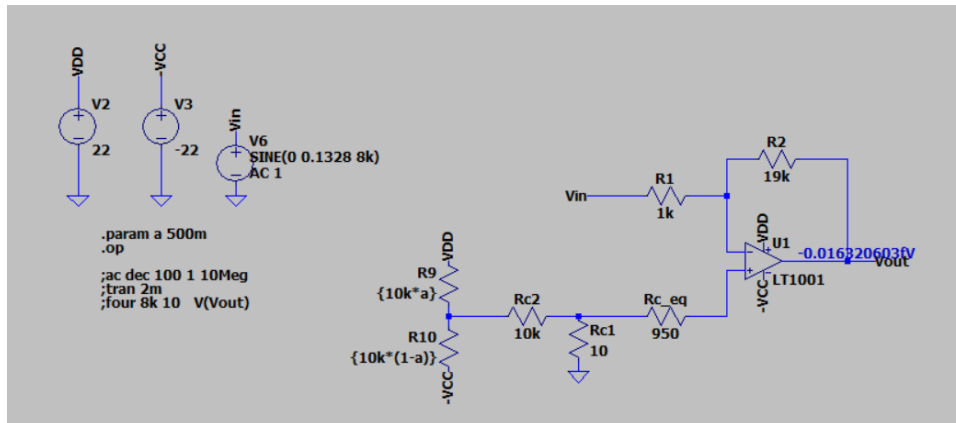 VDD
V2
22
-VCC
V3
-22
Vin
V6
SINE(0 0.1328 8k)
AC 1
.param a 500m
.op
;ac dec 100 1 10Meg
;tran 2m
;four 8k 10 V(Vout)
VDD
R9
{10k*a}
R10
{10k*(1-a)}
-VCC
Rc2
10k
Rc1
10
Rc_eq
950
Vin
R1
1k
R2
19k
VDD
U1
-0.016320603fV
Vout
LT1001
-VCC